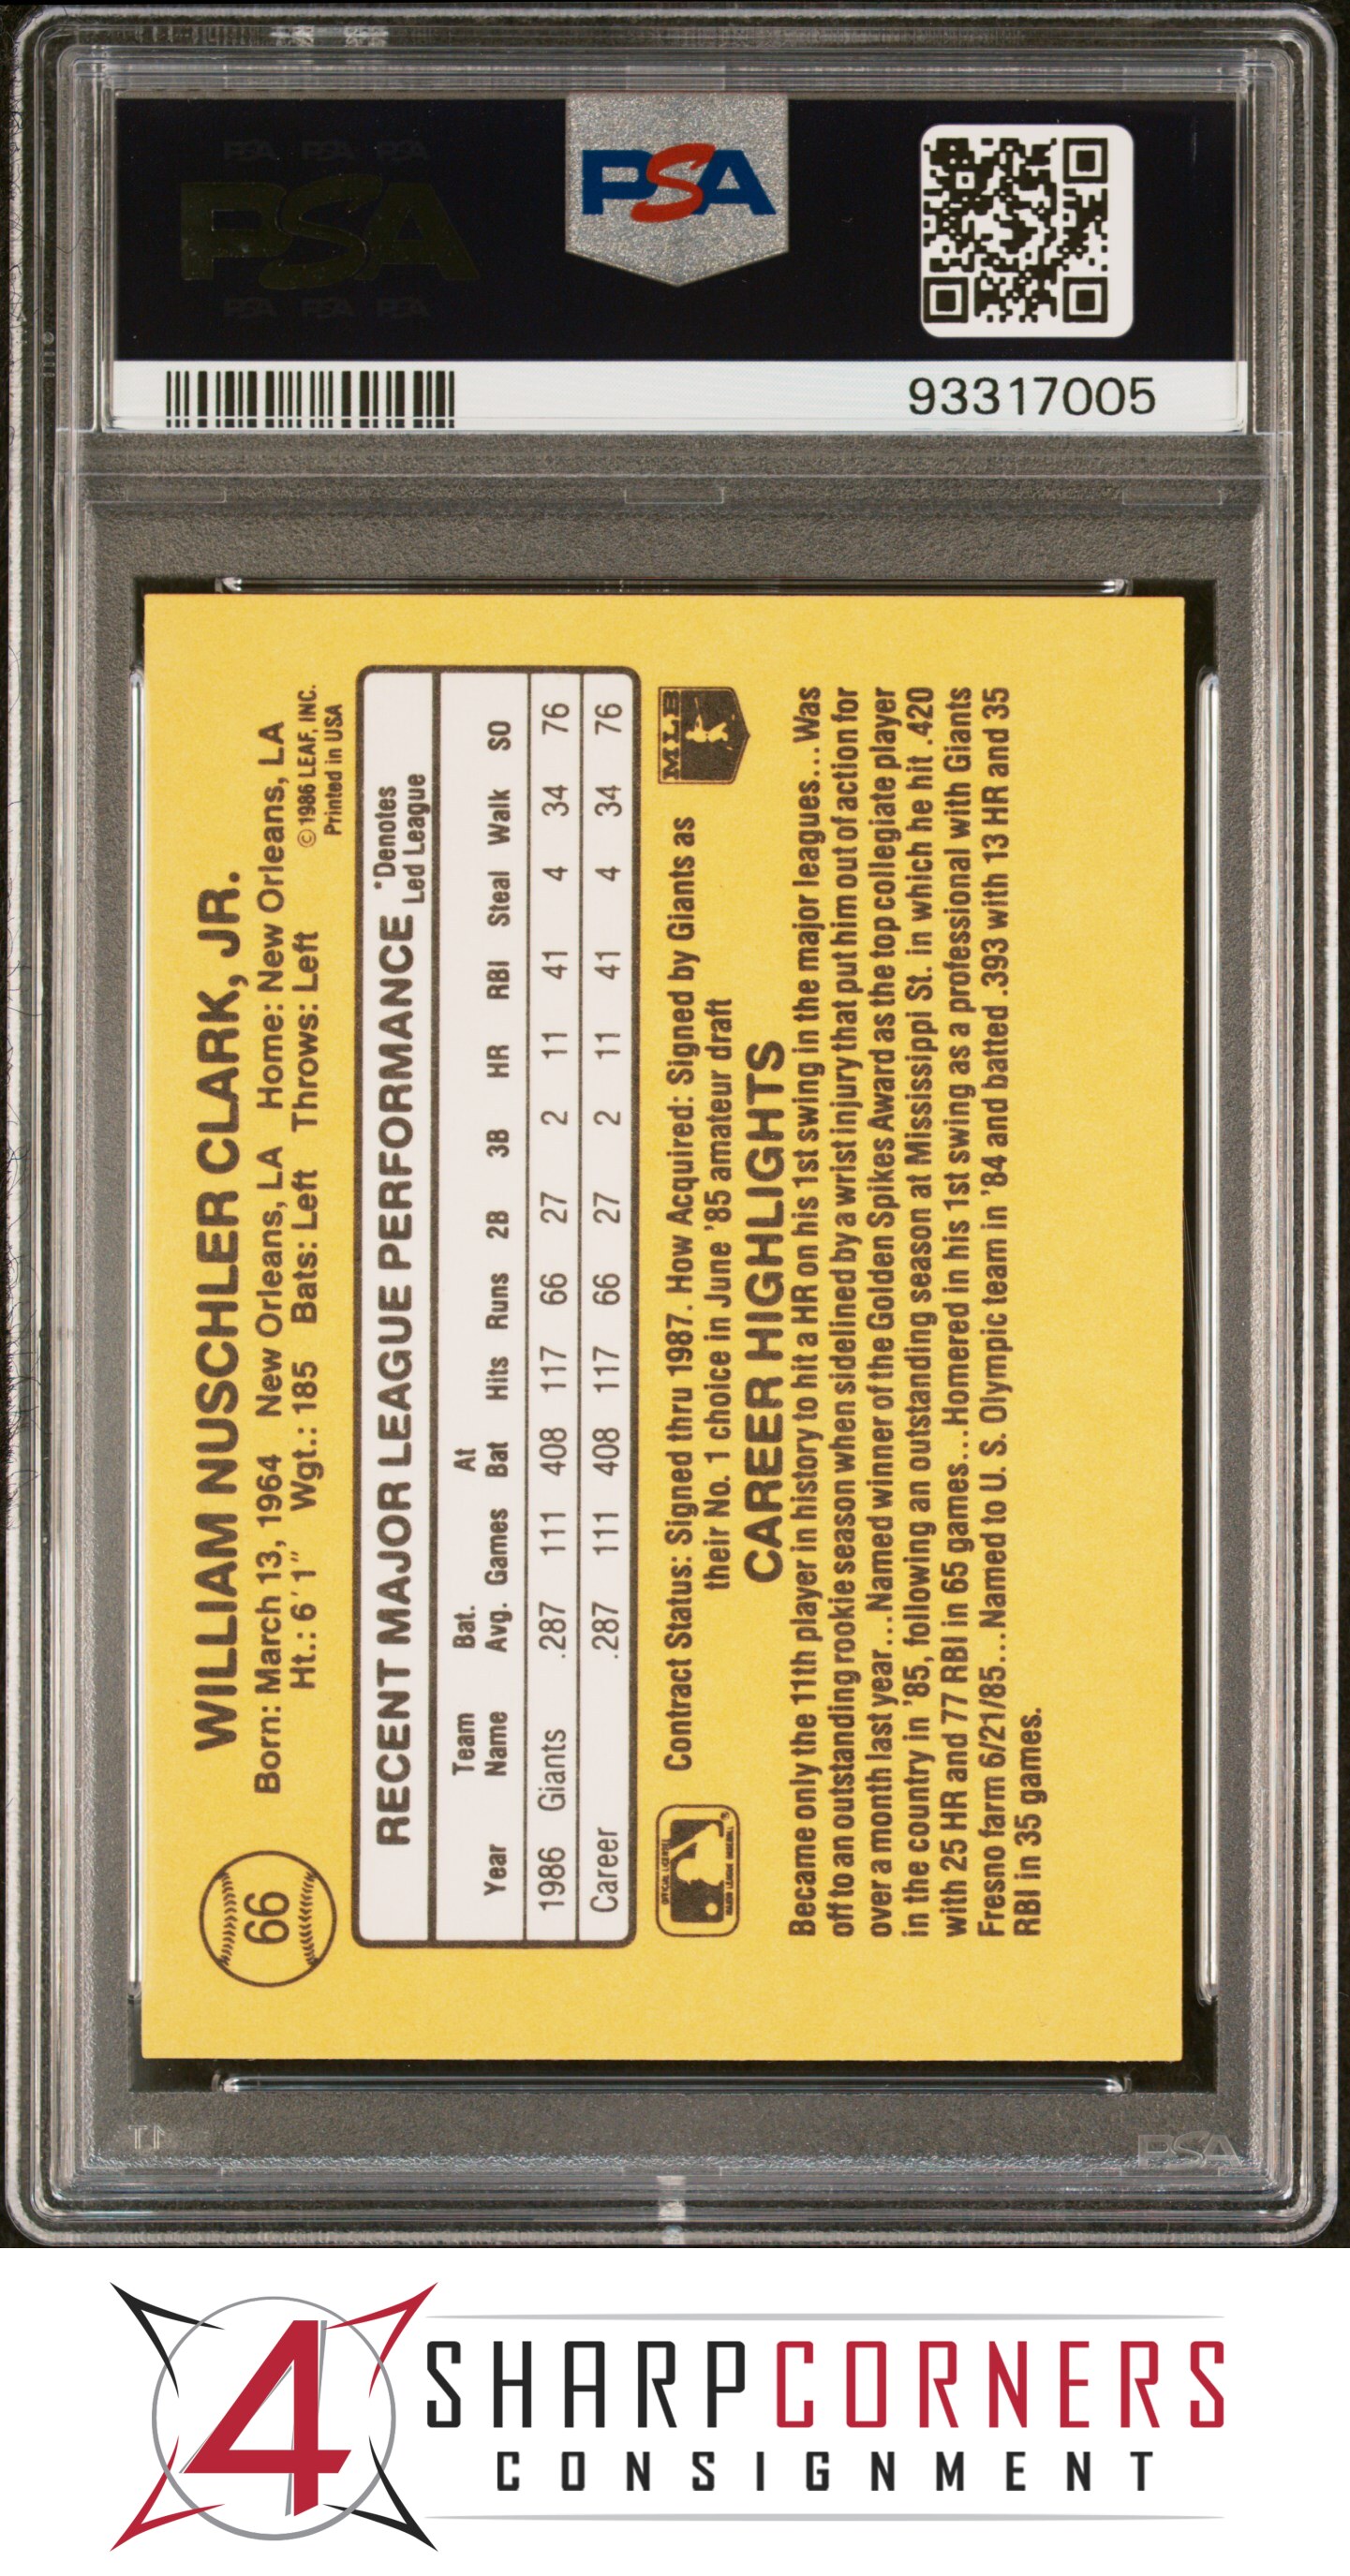 PSA PSA PSA
PSA
PSA PSA PSA
PSA
93317005
66
WILLIAM NUSCHLER CLARK, JR.
Born: March 13, 1964 New Orleans, LA Home: New Orleans, LA
Ht.: 6'1" Wgt.: 185 Bats: Left Throws: Left
© 1986 LEAF, INC.
Printed in USA
RECENT MAJOR LEAGUE PERFORMANCE *Denotes Led League
Year Team Name Bat. Avg. Games At Bat Hits Runs 2B 3B HR RBI Steal Walk SO
1986 Giants .287 111 408 117 66 27 2 11 41 4 34 76
Career .287 111 408 117 66 27 2 11 41 4 34 76
Contract Status: Signed thru 1987. How Acquired: Signed by Giants as
their No. 1 choice in June '85 amateur draft
MLB
CAREER HIGHLIGHTS
Became only the 11th player in history to hit a HR on his 1st swing in the major leagues...Was
off to an outstanding rookie season when sidelined by a wrist injury that put him out of action for
over a month last year...Named winner of the Golden Spikes Award as the top collegiate player
in the country in '85, following an outstanding season at Mississippi St. in which he hit .420
with 25 HR and 77 RBI in 65 games...Homered in his 1st swing as a professional with Giants
Fresno farm 6/21/85...Named to U. S. Olympic team in '84 and batted .393 with 13 HR and 35
RBI in 35 games.
PSA
4
SHARPCORNERS
CONSIGNMENT